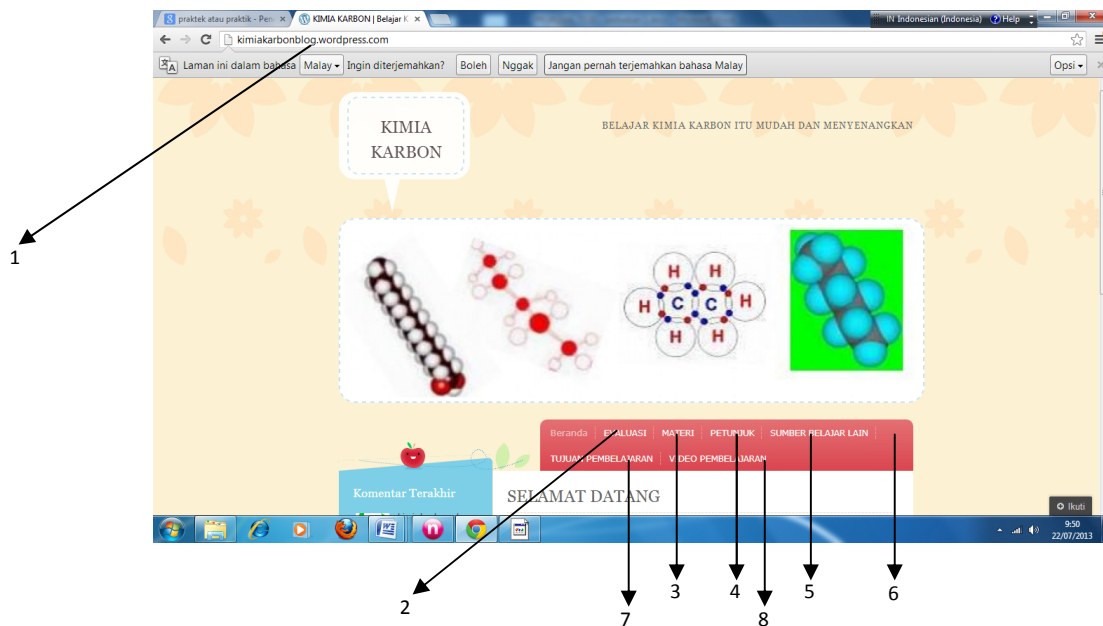 praktek atau praktik - Pen
KIMIA KARBON | Belajar K
IN Indonesian (Indonesia) Help
kimiakarbonblog.wordpress.com
Laman ini dalam bahasa Malay Ingin diterjemahkan? Boleh Nggak Jangan pernah terjemahkan bahasa Malay Opsi
KIMIA
KARBON
BELAJAR KIMIA KARBON ITU MUDAH DAN MENYENANGKAN
1
H H
H C C H
H H
Beranda EVALUASI MATERI PETUNJUK SUMBER BELAJAR LAIN
TUJUAN PEMBELAJARAN VIDEO PEMBELAJARAN
Komentar Terakhir
SELAMAT DATANG
Ikuti
9:50
22/07/2013
2 3 4 5 6
7 8